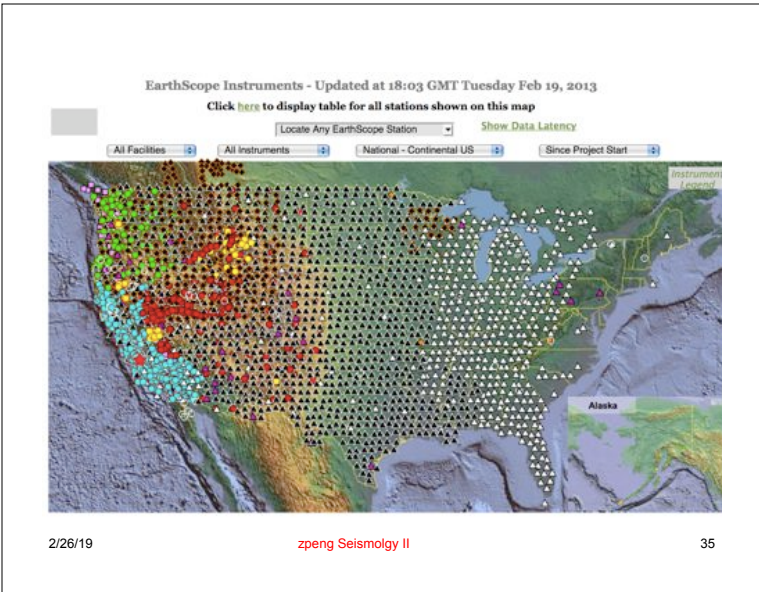 EarthScope Instruments - Updated at 18:03 GMT Tuesday Feb 19, 2013
Click here to display table for all stations shown on this map
Locate Any EarthScope Station
Show Data Latency
All Facilities
All Instruments
National - Continental US
Since Project Start
Instrument
Legend
Alaska
2/26/19
zpeng Seismolgy II
35